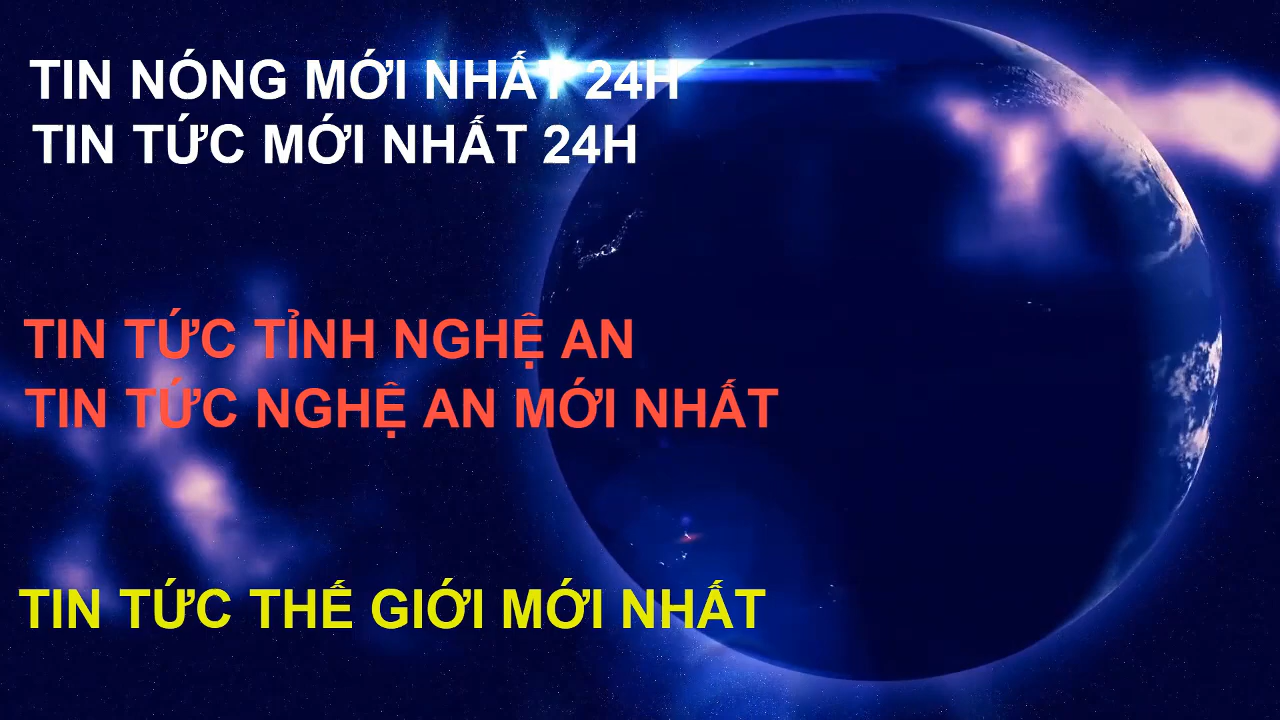 TIN NÓNG MỚI NHẤT 24H
TIN TỨC MỚI NHẤT 24H
TIN TỨC TỈNH NGHỆ AN
TIN TỨC NGHỆ AN MỚI NHẤT
TIN TỨC THẾ GIỚI MỚI NHẤT